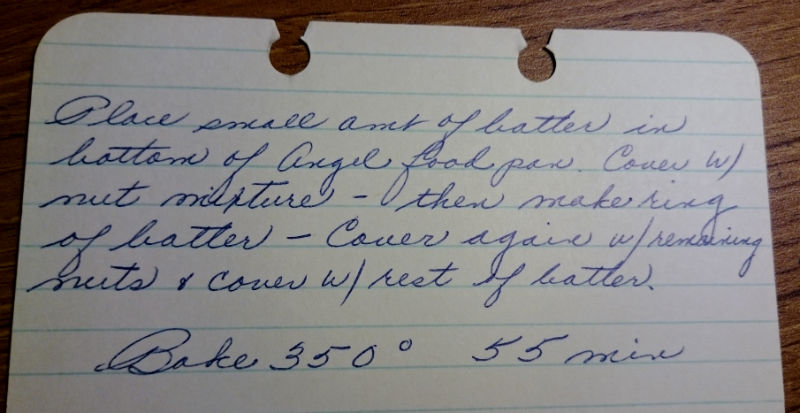 Place small amt of batter in
bottom of Angel food pan. Cover w/
nut mixture - then make ring
of batter - Cover again w/ remaining
nuts & cover w/ rest of batter.
Bake 350° 55 min